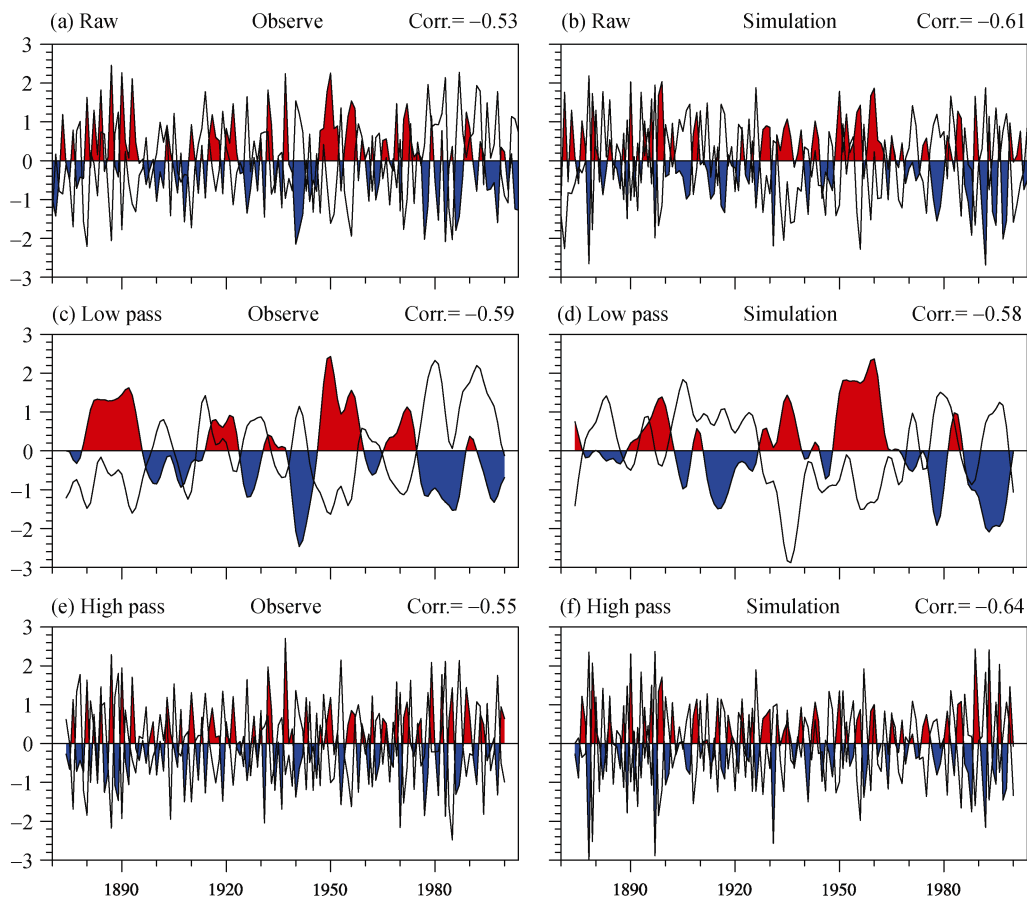 (a) Raw Observe Corr.= −0.53
(b) Raw Simulation Corr.= −0.61
3
2
1
0
−1
−2
−3
(c) Low pass Observe Corr.= −0.59
(d) Low pass Simulation Corr.= −0.58
3
2
1
0
−1
−2
−3
(e) High pass Observe Corr.= −0.55
(f) High pass Simulation Corr.= −0.64
3
2
1
0
−1
−2
−3
1890 1920 1950 1980
1890 1920 1950 1980